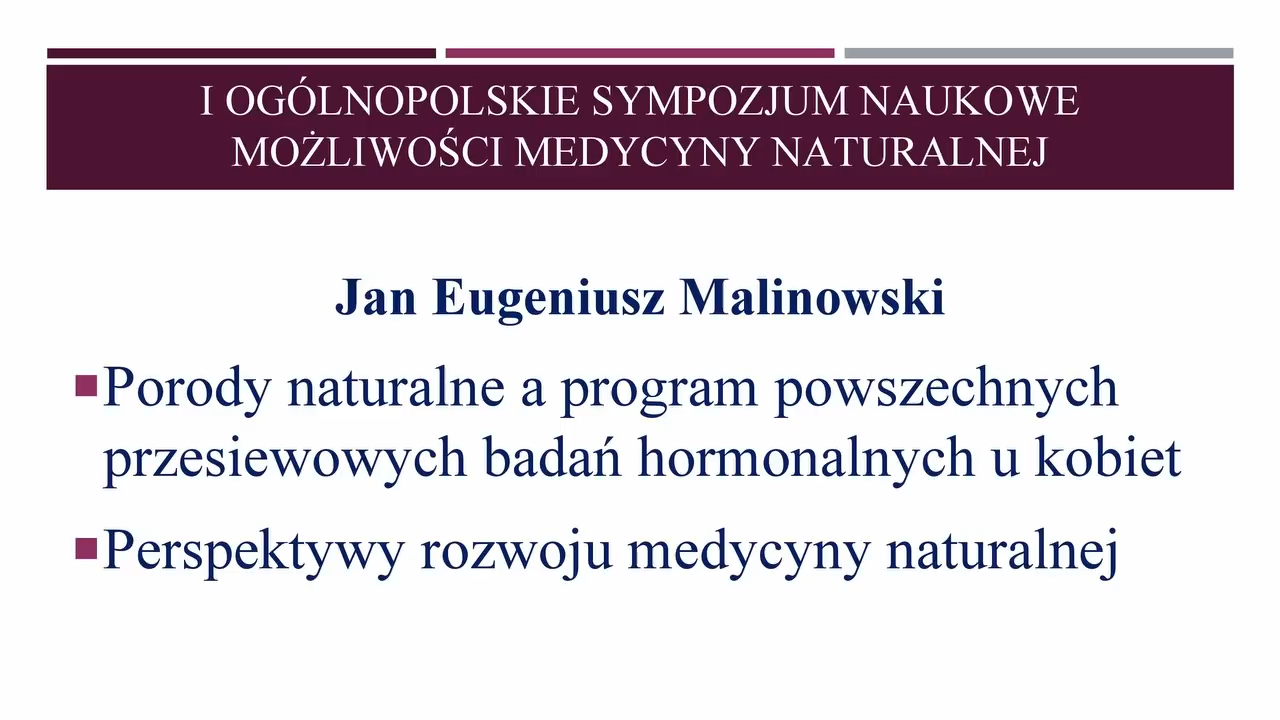 I OGÓLNOPOLSKIE SYMPOZJUM NAUKOWE
MOŻLIWOŚCI MEDYCYNY NATURALNEJ
Jan Eugeniusz Malinowski
Porody naturalne a program powszechnych
przesiewowych badań hormonalnych u kobiet
Perspektywy rozwoju medycyny naturalnej